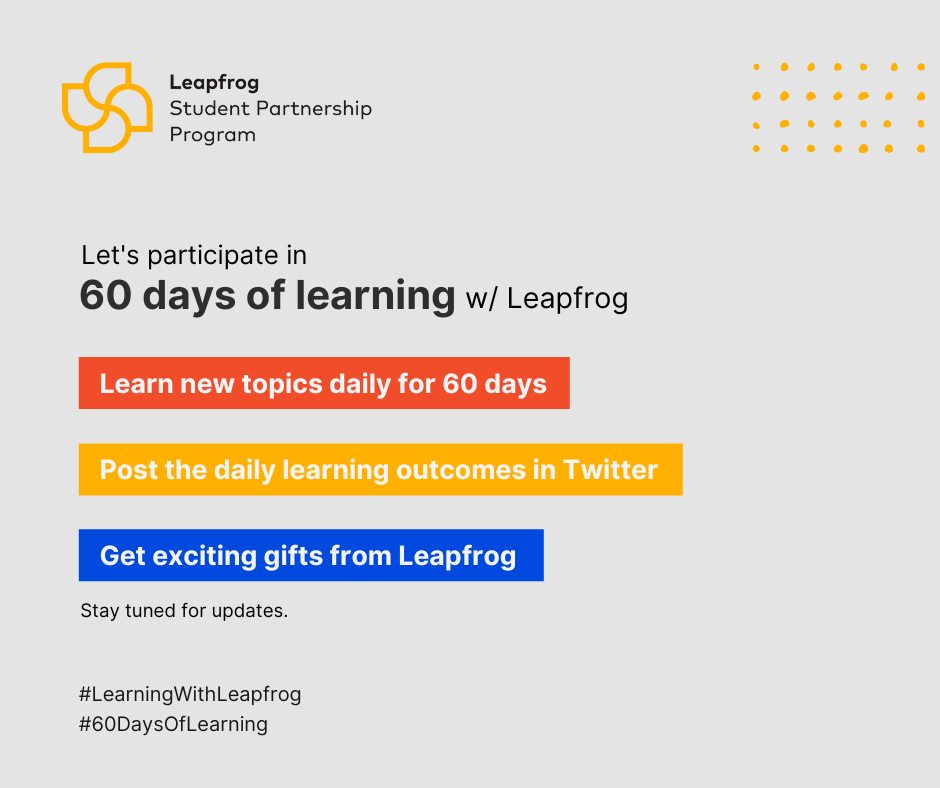 Leapfrog
Student Partnership
Program
Let's participate in
60 days of learning w/ Leapfrog
Learn new topics daily for 60 days
Post the daily learning outcomes in Twitter
Get exciting gifts from Leapfrog
Stay tuned for updates.
#LearningWithLeapfrog
#60DaysOfLearning